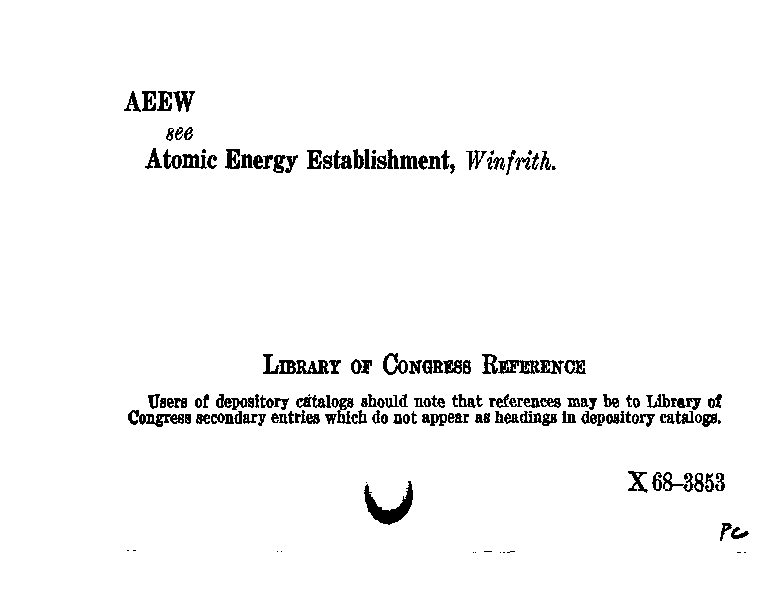 AEEW
see
Atomic Energy Establishment, Winfrith.
LIBRARY OF CONGRESS REFERENCE
Users of depository catalogs should note that references may be to Library of
Congress secondary entries which do not appear as headings in depository catalogs.
X 68–3853
PC